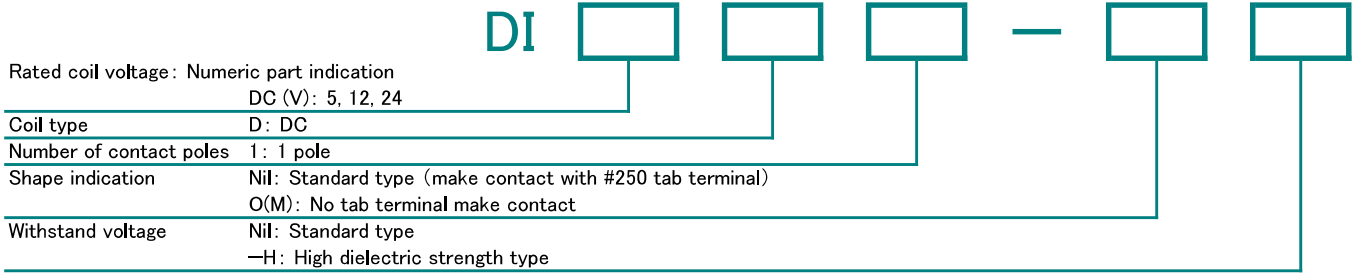 DI —
Rated coil voltage: Numeric part indication
DC (V): 5, 12, 24
Coil type D: DC
Number of contact poles 1: 1 pole
Shape indication Nil: Standard type (make contact with #250 tab terminal)
O(M): No tab terminal make contact
Withstand voltage Nil: Standard type
—H: High dielectric strength type